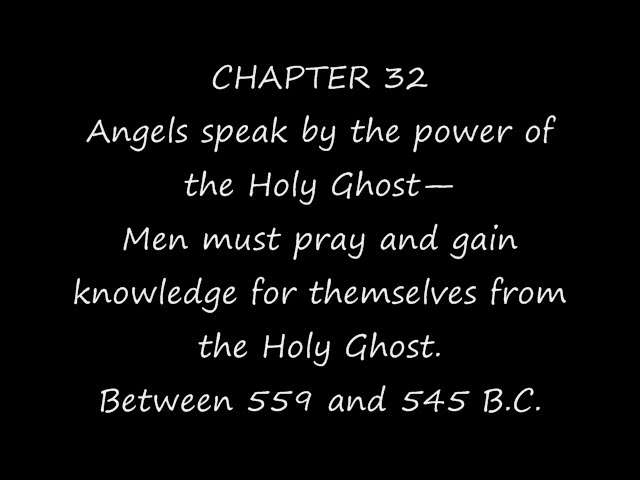 CHAPTER 32
Angels speak by the power of
the Holy Ghost—
Men must pray and gain
knowledge for themselves from
the Holy Ghost.
Between 559 and 545 B.C.